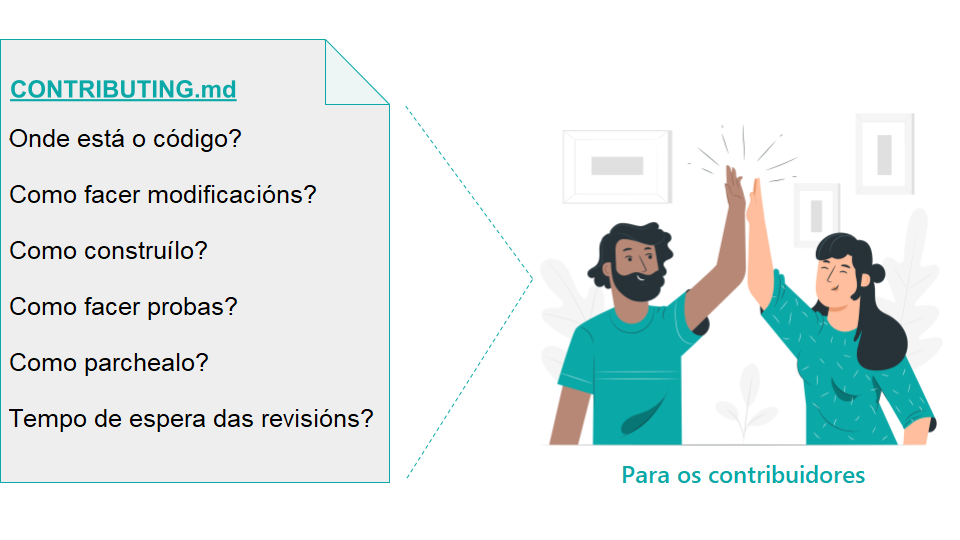 CONTRIBUTING.md
Onde está o código?
Como facer modificacións?
Como construílo?
Como facer probas?
Como parchealo?
Tempo de espera das revisións?
Para os contribuidores